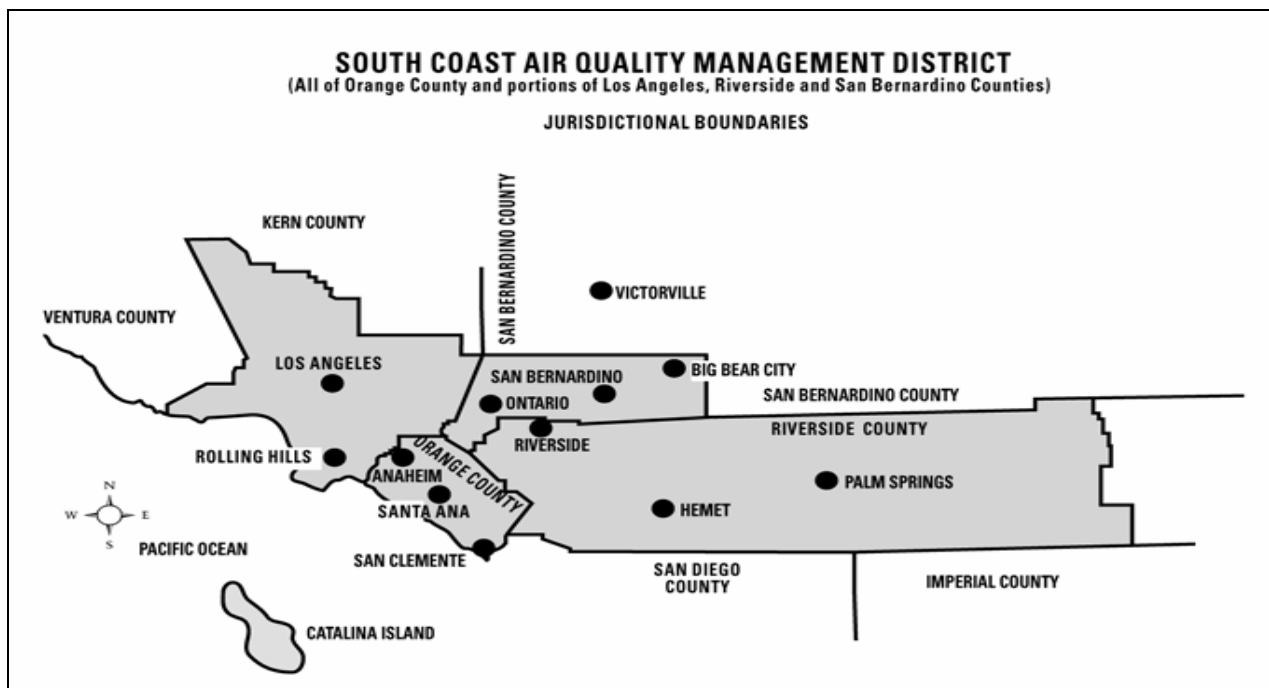 SOUTH COAST AIR QUALITY MANAGEMENT DISTRICT
(All of Orange County and portions of Los Angeles, Riverside and San Bernardino Counties)
JURISDICTIONAL BOUNDARIES
SAN BERNARDINO COUNTY
KERN COUNTY
VICTORVILLE
VENTURA COUNTY
LOS ANGELES
BIG BEAR CITY
SAN BERNARDINO
SAN BERNARDINO COUNTY
ONTARIO
RIVERSIDE COUNTY
RIVERSIDE
ORANGE COUNTY
ROLLING HILLS
ANAHEIM
PALM SPRINGS
N
W E
S
SANTA ANA
HEMET
PACIFIC OCEAN
SAN CLEMENTE
SAN DIEGO
COUNTY
IMPERIAL COUNTY
CATALINA ISLAND